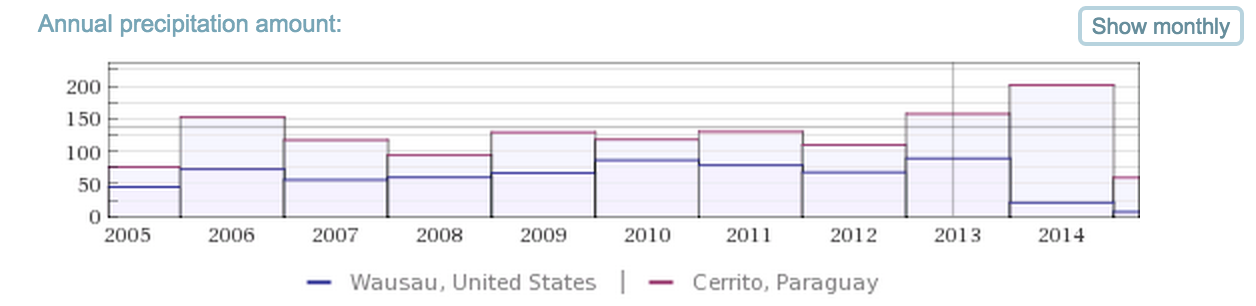 Annual precipitation amount:
Show monthly
200
150
100
50
0
2005 2006 2007 2008 2009 2010 2011 2012 2013 2014
Wausau, United States | Cerrito, Paraguay